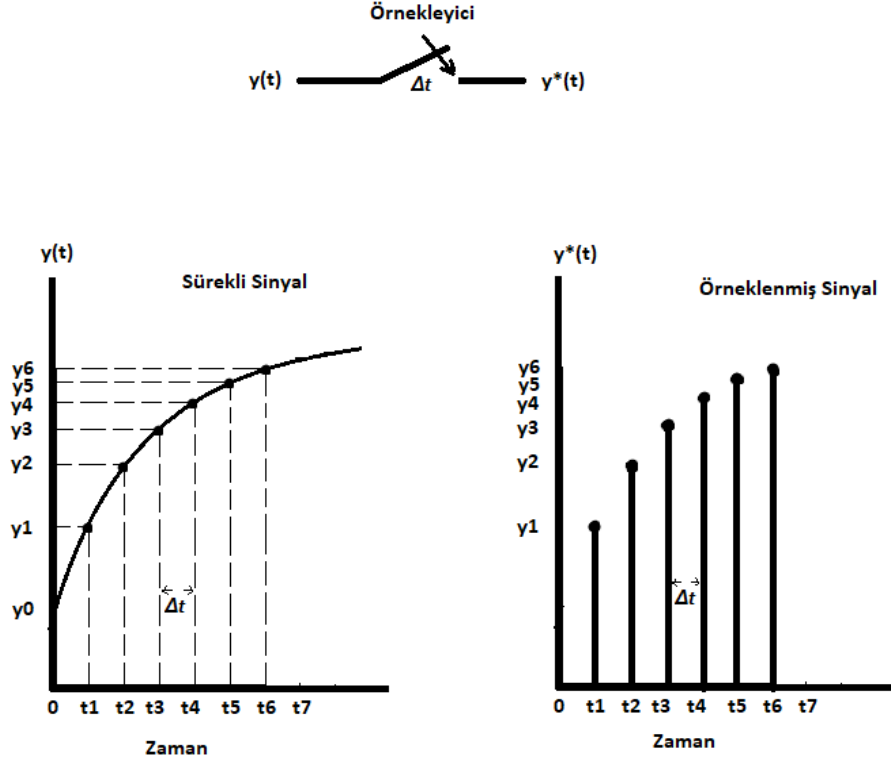 Örnekleyici
y(t)
Δt
y*(t)
y(t)
Sürekli Sinyal
y6
y5
y4
y3
y2
y1
y0
Δt
0 t1 t2 t3 t4 t5 t6 t7
Zaman
y*(t)
Örneklenmiş Sinyal
y6
y5
y4
y3
y2
y1
Δt
0 t1 t2 t3 t4 t5 t6 t7
Zaman